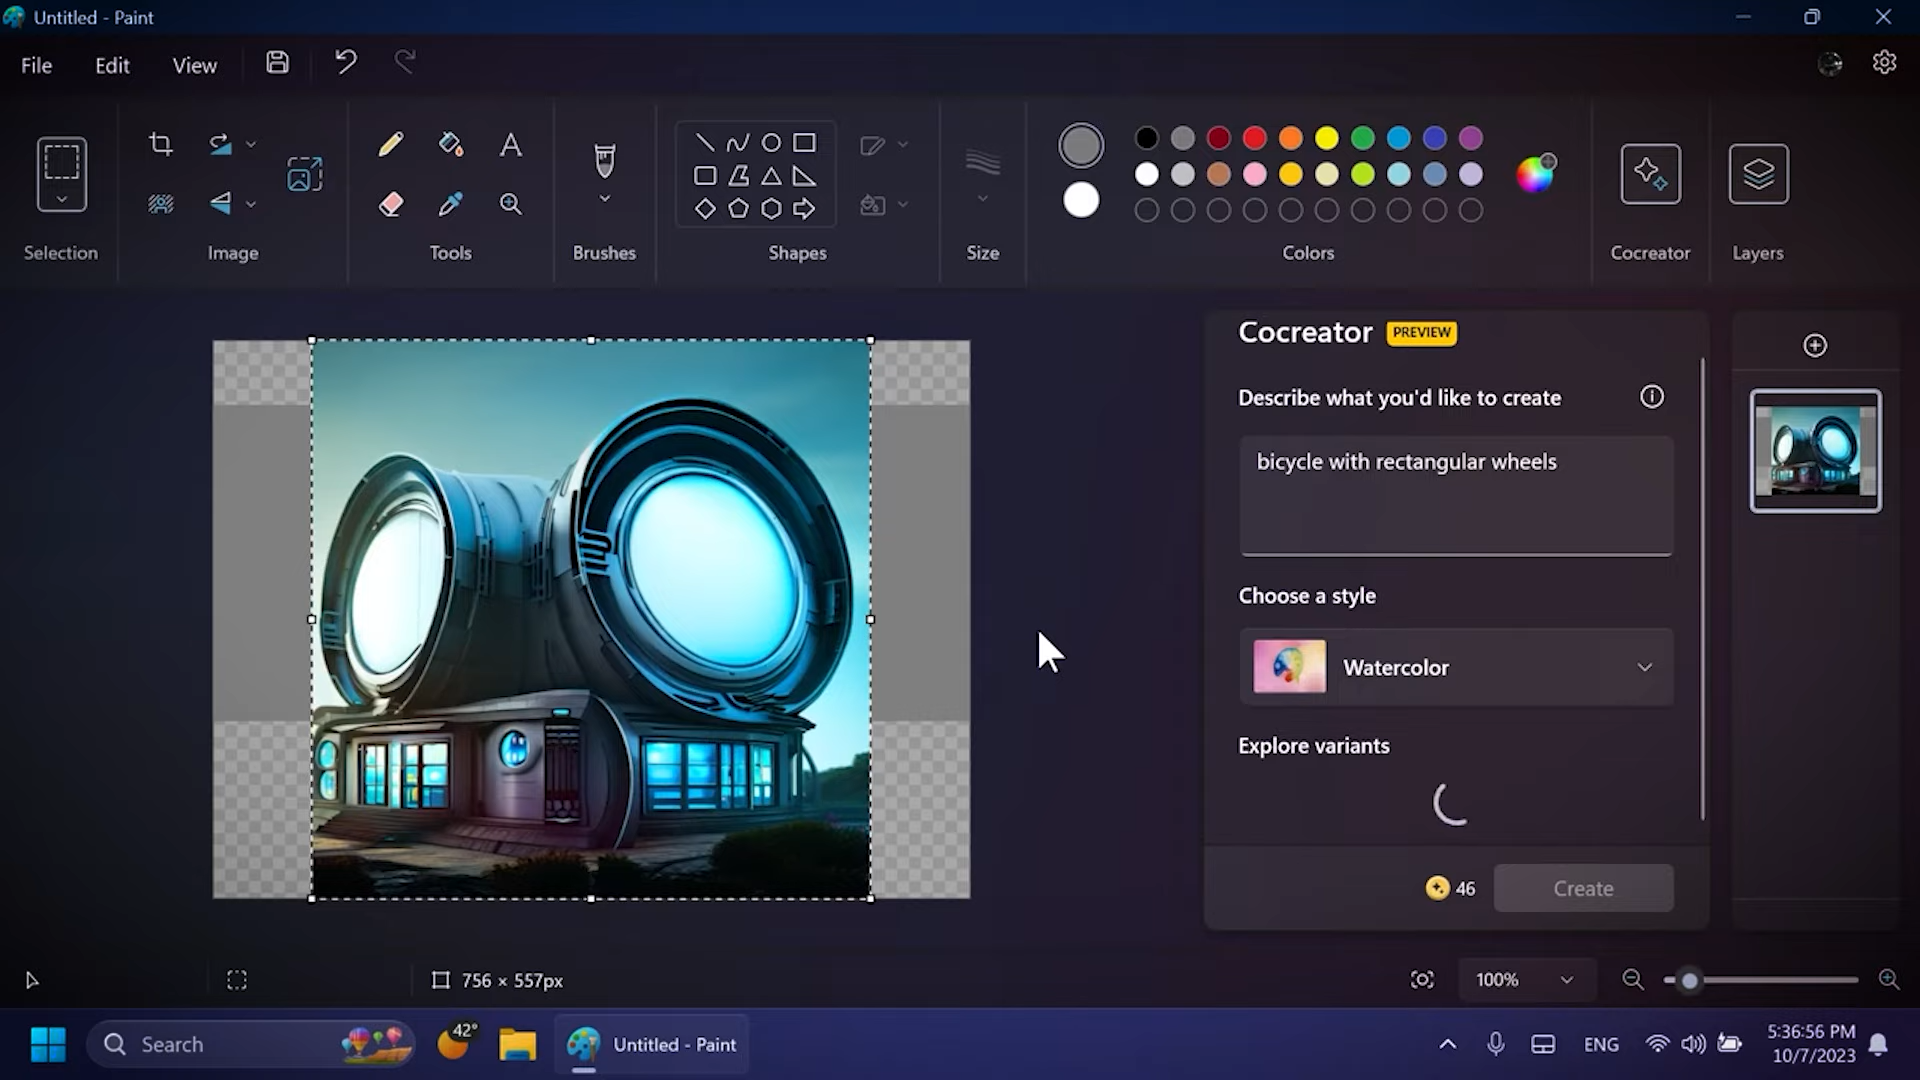 Untitled - Paint
File Edit View
Selection Image Tools Brushes Shapes Size Colors Cocreator Layers
Cocreator PREVIEW
Describe what you'd like to create
bicycle with rectangular wheels
Choose a style
Watercolor
Explore variants
46 Create
756 × 557px 100%
Search 42° Untitled - Paint ENG 5:36:56 PM
10/7/2023